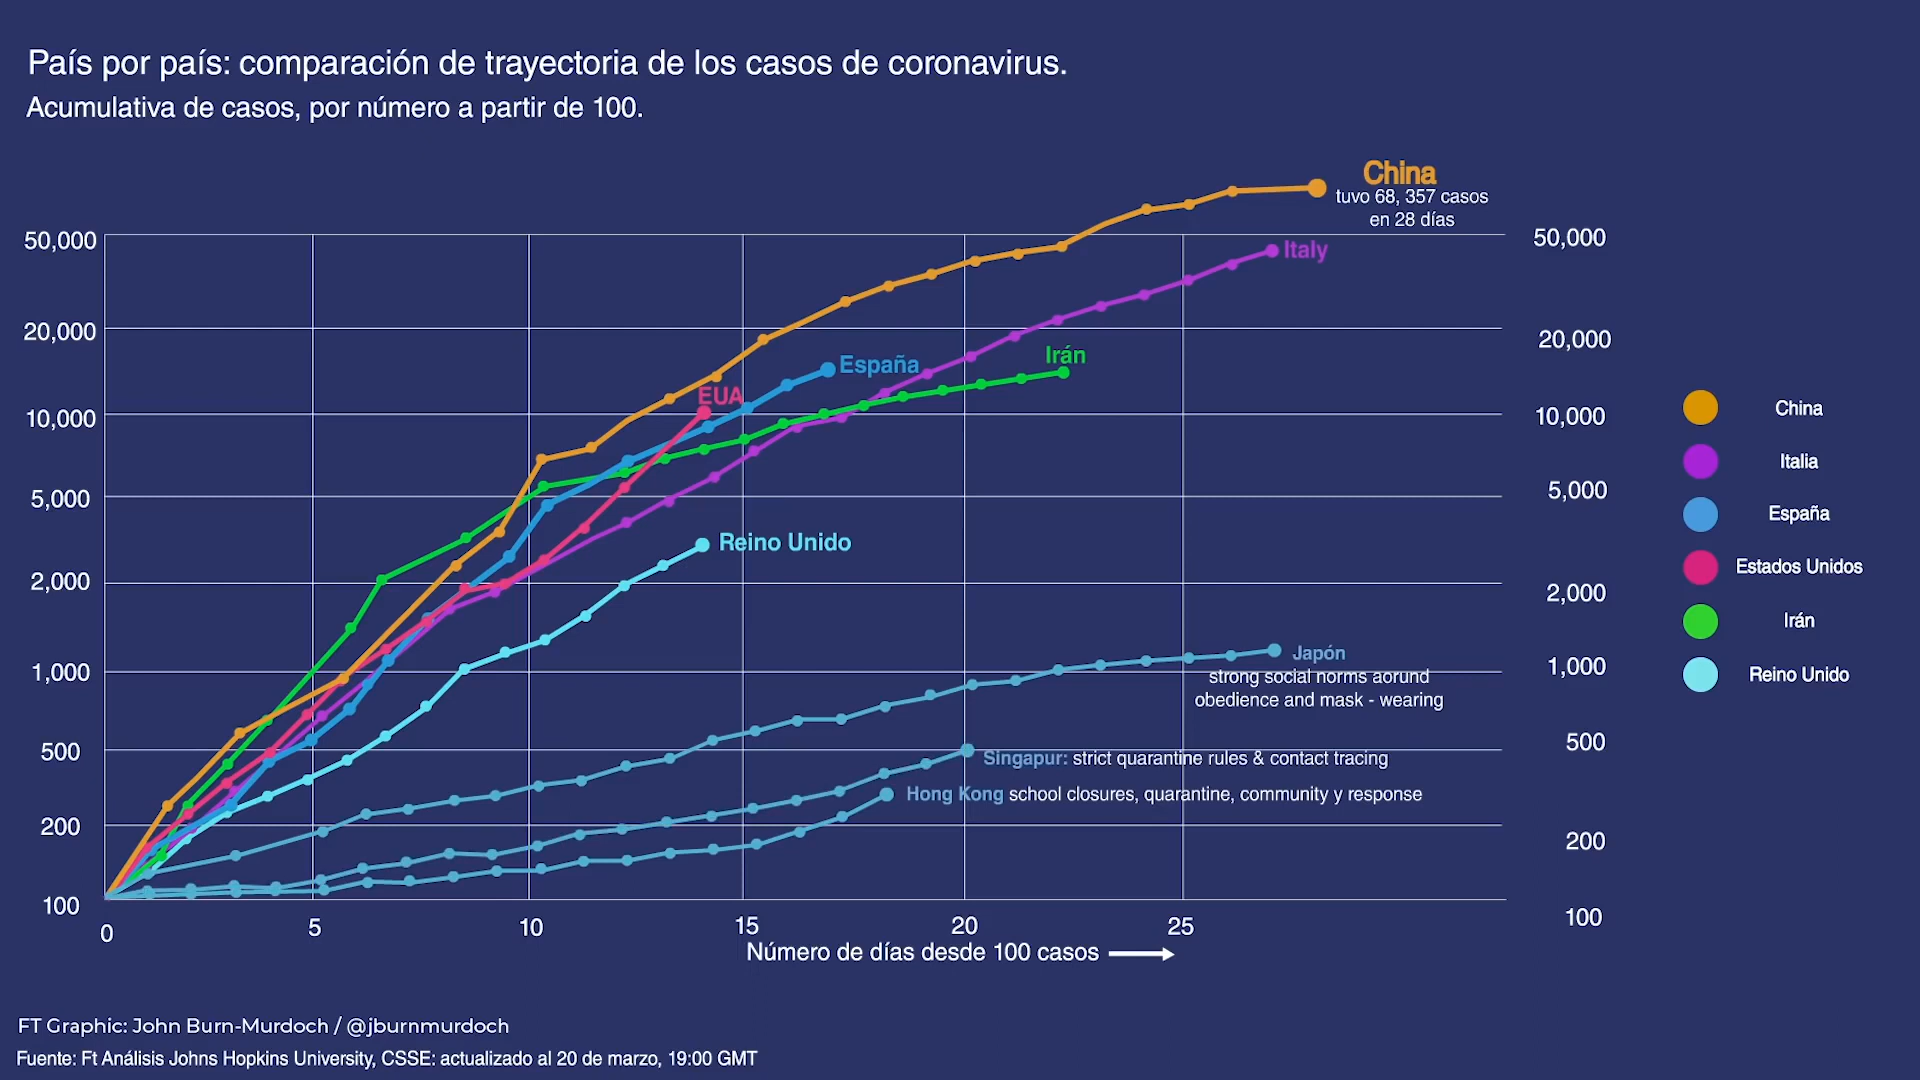 País por país: comparación de trayectoria de los casos de coronavirus.
Acumulativa de casos, por número a partir de 100.
China
tuvo 68, 357 casos
en 28 días
50,000
50,000
Italy
20,000
20,000
Irán
España
EUA
10,000
10,000
5,000
5,000
Reino Unido
2,000
2,000
Japón
strong social norms aorund
obedience and mask - wearing
1,000
1,000
500
500
Singapur: strict quarantine rules & contact tracing
Hong Kong school closures, quarantine, community y response
200
200
100
100
0
5
10
15
20
25
Número de días desde 100 casos
China
Italia
España
Estados Unidos
Irán
Reino Unido
FT Graphic: John Burn-Murdoch / @jburnmurdoch
Fuente: Ft Análisis Johns Hopkins University, CSSE: actualizado al 20 de marzo, 19:00 GMT